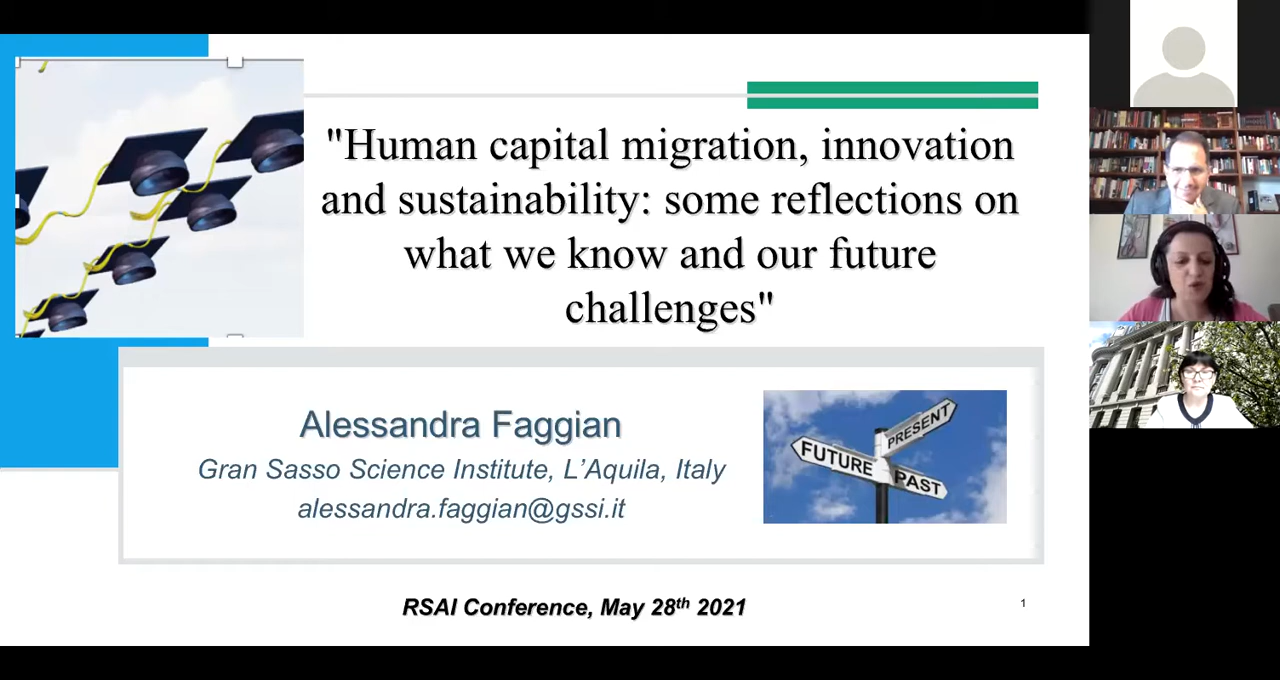 "Human capital migration, innovation
and sustainability: some reflections on
what we know and our future
challenges"
Alessandra Faggian
Gran Sasso Science Institute, L'Aquila, Italy
alessandra.faggian@gssi.it
PRESENT
FUTURE
PAST
RSAI Conference, May 28th 2021
1